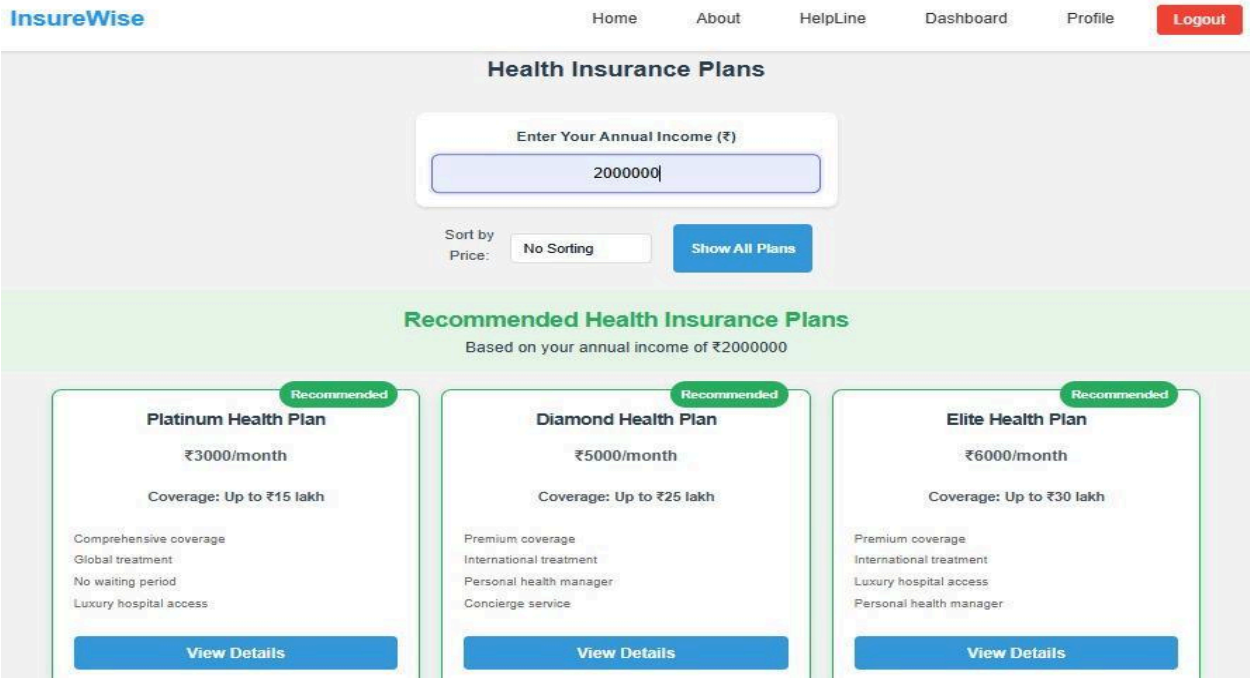 InsureWise Home About HelpLine Dashboard Profile Logout
Health Insurance Plans
Enter Your Annual Income (₹)
2000000
Sort by
Price:
No Sorting
Show All Plans
Recommended Health Insurance Plans
Based on your annual income of ₹2000000
Recommended
Platinum Health Plan
₹3000/month
Coverage: Up to ₹15 lakh
Comprehensive coverage
Global treatment
No waiting period
Luxury hospital access
View Details
Recommended
Diamond Health Plan
₹5000/month
Coverage: Up to ₹25 lakh
Premium coverage
International treatment
Personal health manager
Concierge service
View Details
Recommended
Elite Health Plan
₹6000/month
Coverage: Up to ₹30 lakh
Premium coverage
International treatment
Luxury hospital access
Personal health manager
View Details